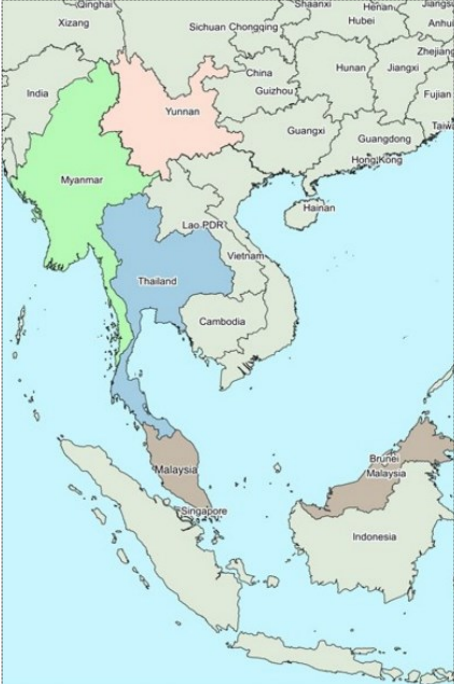 Qinghai
Shaanxi
Henan
Jiangsu
Xizang
Sichuan Chongqing
Hubei
Anhui
Zhejiang
China
Hunan
Jiangxi
India
Guizhou
Fujian
Yunnan
Guangxi
Guangdong
Taiwa
Hong Kong
Myanmar
Hainan
Lao PDR
Vietnam
Thailand
Cambodia
Brunei
Malaysia
Malaysia
Singapore
Indonesia